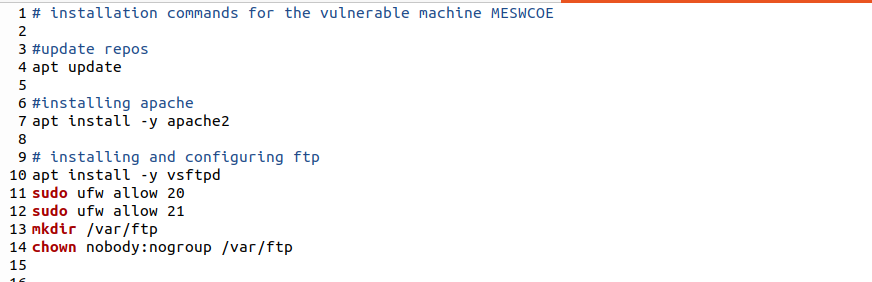 1 # installation commands for the vulnerable machine MESWCOE
2
3 #update repos
4 apt update
5
6 #installing apache
7 apt install -y apache2
8
9 # installing and configuring ftp
10 apt install -y vsftpd
11 sudo ufw allow 20
12 sudo ufw allow 21
13 mkdir /var/ftp
14 chown nobody:nogroup /var/ftp
15
16